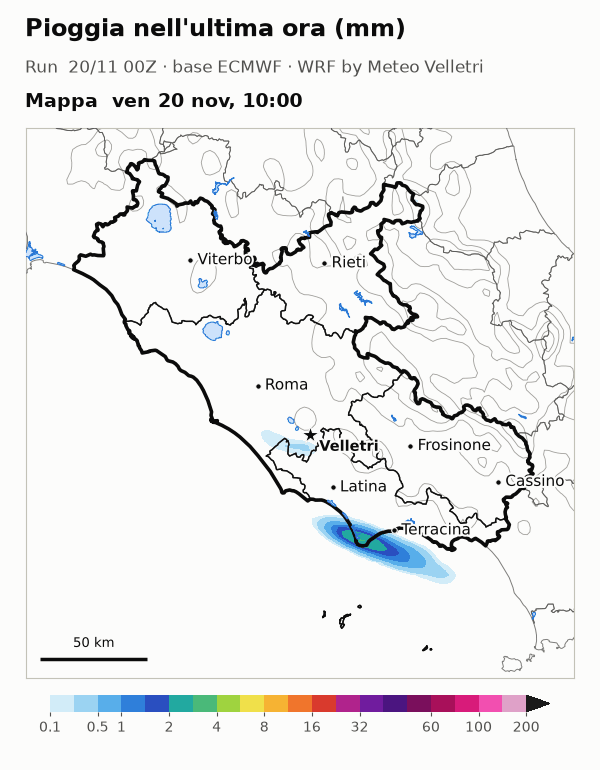 Pioggia nell'ultima ora (mm)
Run  20/11 00Z · base ECMWF · WRF by Meteo Velletri
Mappa  ven 20 nov, 10:00
Viterbo
Rieti
Roma
Velletri
Frosinone
Cassino
Latina
Terracina
50 km
0.1 0.5 1 2 4 8 16 32 60 100 200